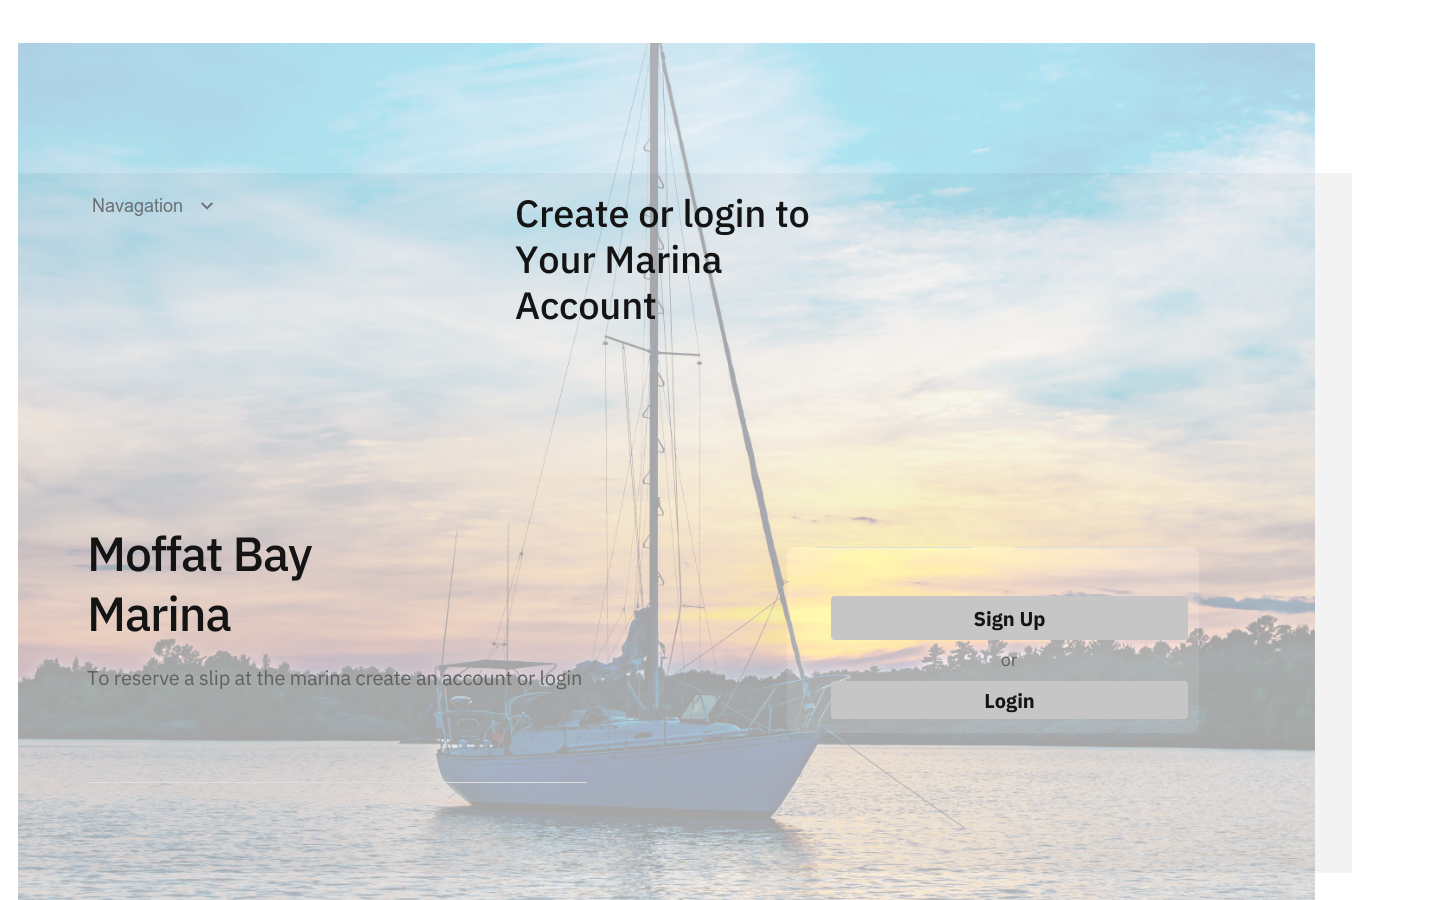 Navagation
Create or login to
Your Marina
Account
Moffat Bay
Marina
To reserve a slip at the marina create an account or login
Sign Up
or
Login